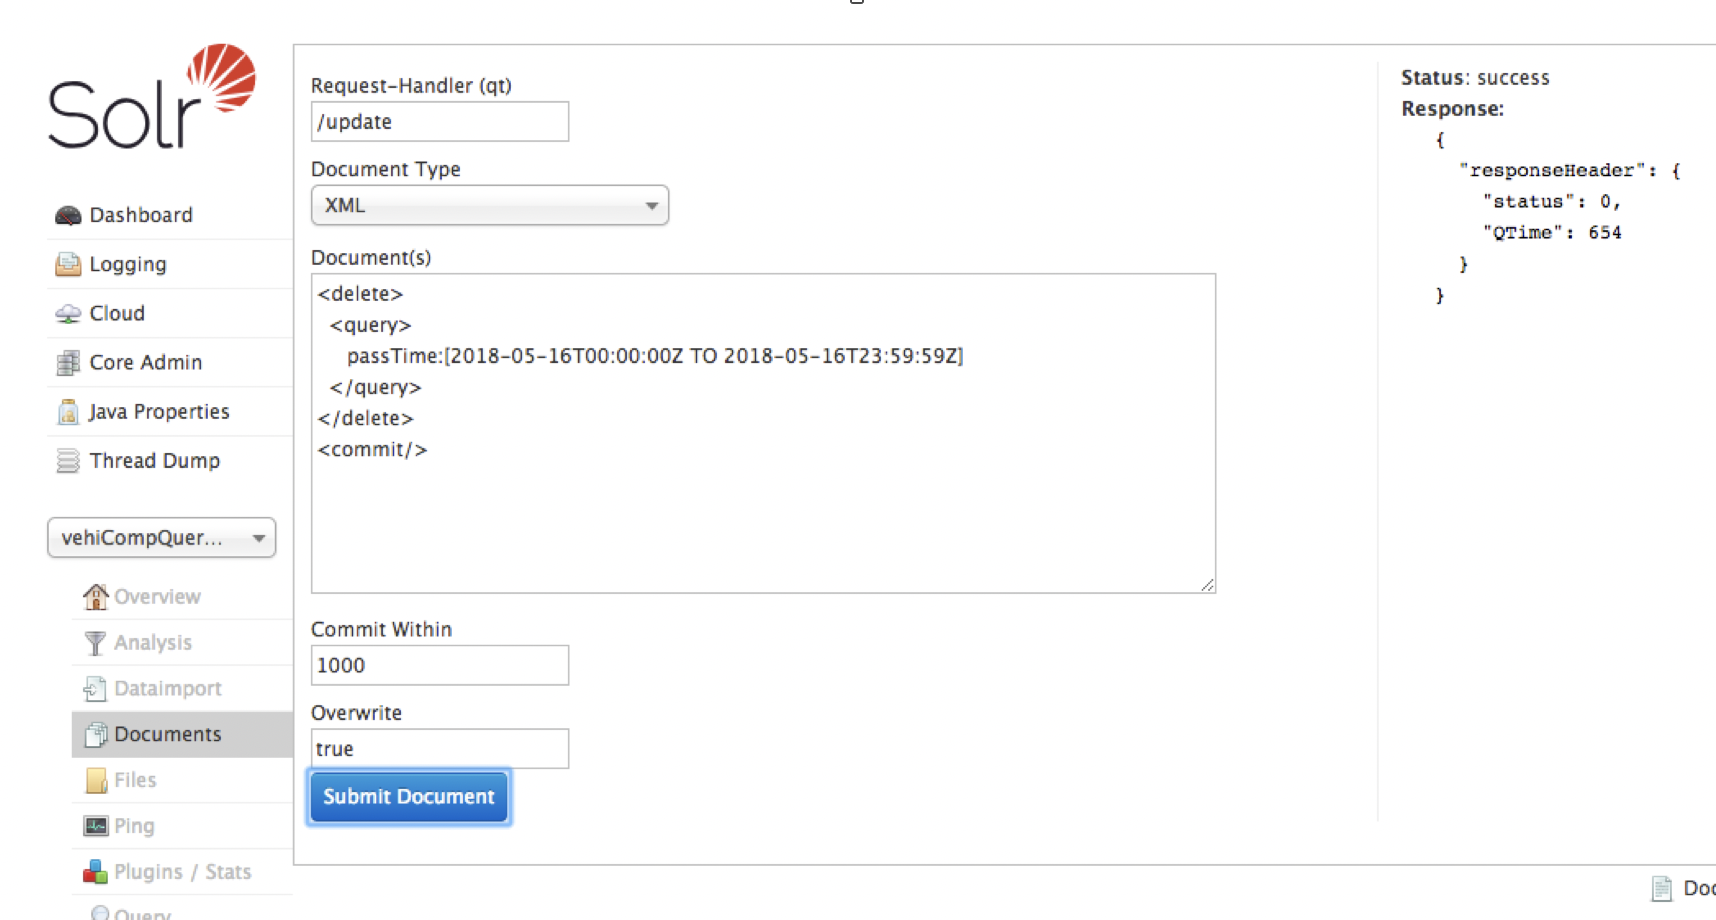 Solr
Dashboard
Logging
Cloud
Core Admin
Java Properties
Thread Dump
vehiCompQuer...
Overview
Analysis
Dataimport
Documents
Files
Ping
Plugins / Stats
Query
Request-Handler (qt)
/update
Document Type
XML
Document(s)
<delete>
<query>
passTime:[2018-05-16T00:00:00Z TO 2018-05-16T23:59:59Z]
</query>
</delete>
<commit/>
Commit Within
1000
Overwrite
true
Submit Document
Status: success
Response:
{
"responseHeader": {
"status": 0,
"QTime": 654
}
}